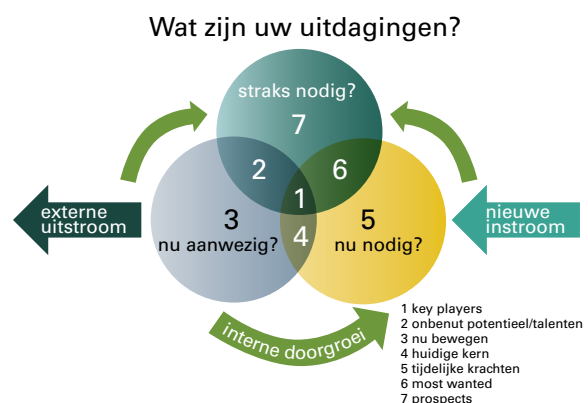 Wat zijn uw uitdagingen?
straks nodig?
7
2
6
1
externe
uitstroom
3
nu aanwezig?
4
5
nu nodig?
nieuwe
instroom
interne doorgroei
1 key players
2 onbenut potentieel/talenten
3 nu bewegen
4 huidige kern
5 tijdelijke krachten
6 most wanted
7 prospects